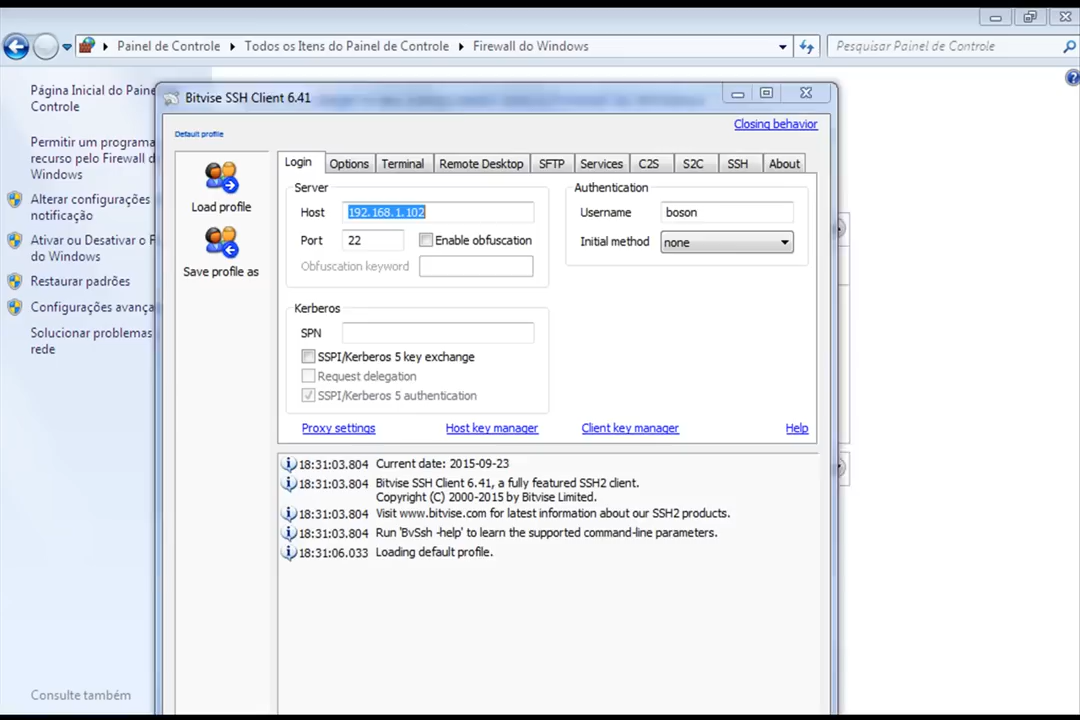 Painel de Controle
Todos os Itens do Painel de Controle
Firewall do Windows
Pesquisar Painel de Controle
Página Inicial do Paine
Controle
Permitir um programa
recurso pelo Firewall d
Windows
Alterar configurações
notificação
Ativar ou Desativar o F
do Windows
Restaurar padrões
Configurações avança
Solucionar problemas
rede
Consulte também
Bitvise SSH Client 6.41
Closing behavior
Default profile
Load profile
Save profile as
Login
Options
Terminal
Remote Desktop
SFTP
Services
C2S
S2C
SSH
About
Server
Host
192.168.1.102
Port
22
Enable obfuscation
Obfuscation keyword
Authentication
Username
boson
Initial method
none
Kerberos
SPN
SSPI/Kerberos 5 key exchange
Request delegation
SSPI/Kerberos 5 authentication
Proxy settings
Host key manager
Client key manager
Help
18:31:03.804 Current date: 2015-09-23
18:31:03.804 Bitvise SSH Client 6.41, a fully featured SSH2 client.
Copyright (C) 2000-2015 by Bitvise Limited.
18:31:03.804 Visit www.bitvise.com for latest information about our SSH2 products.
18:31:03.804 Run 'BvSsh -help' to learn the supported command-line parameters.
18:31:06.033 Loading default profile.